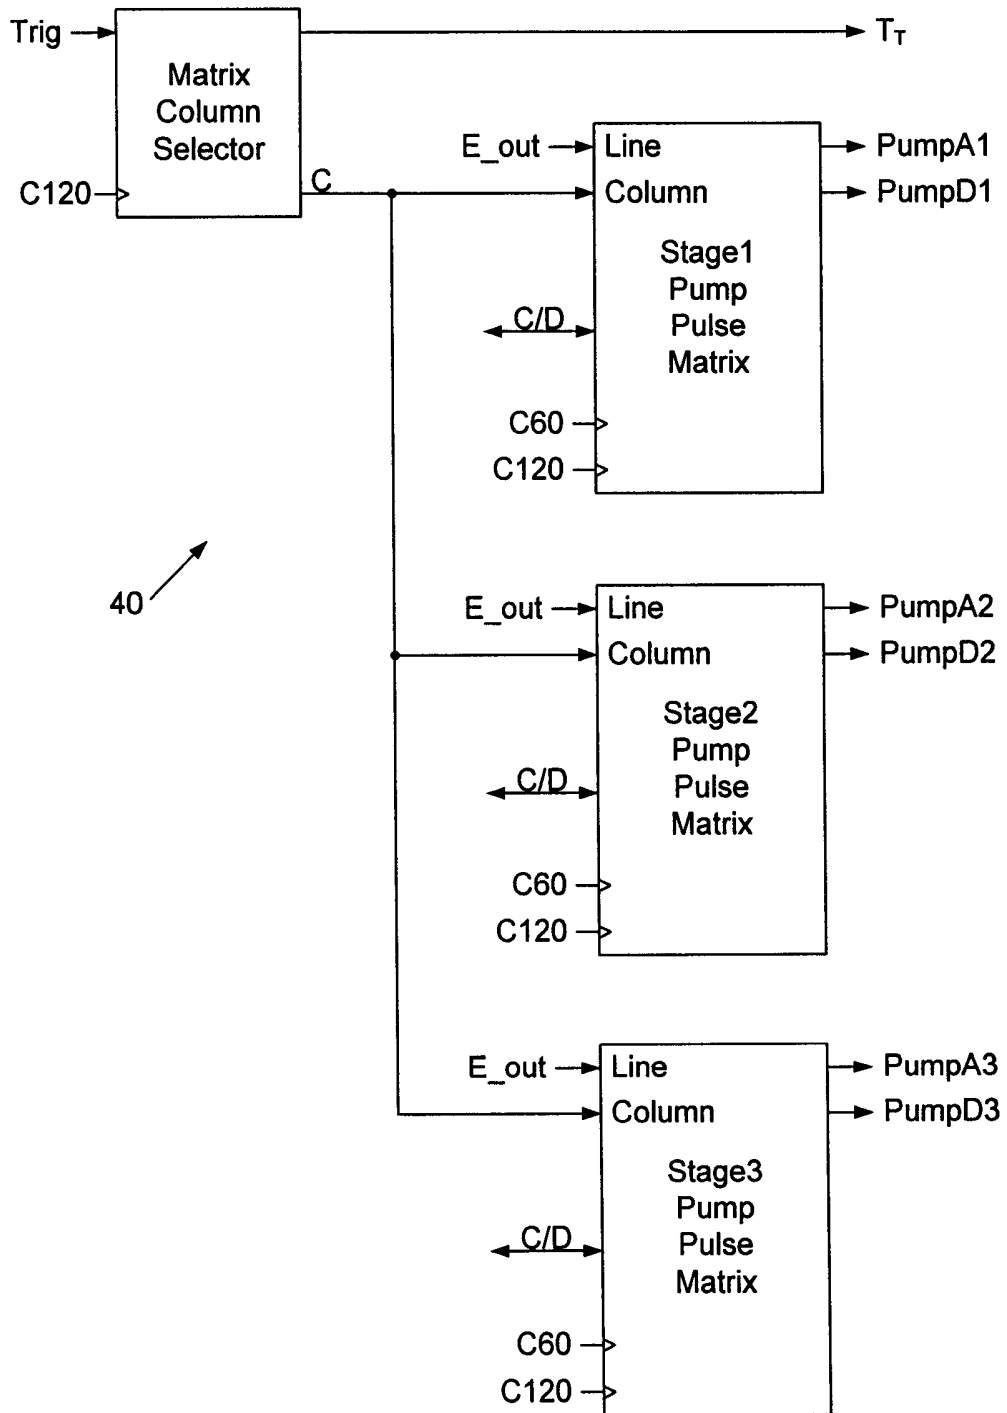 Trig
T_T
Matrix
Column
Selector
C120
C
E_out
Line
PumpA1
Column
PumpD1
Stage1
Pump
Pulse
Matrix
C/D
C60
C120
40
E_out
Line
PumpA2
Column
PumpD2
Stage2
Pump
Pulse
Matrix
C/D
C60
C120
E_out
Line
PumpA3
Column
PumpD3
Stage3
Pump
Pulse
Matrix
C/D
C60
C120